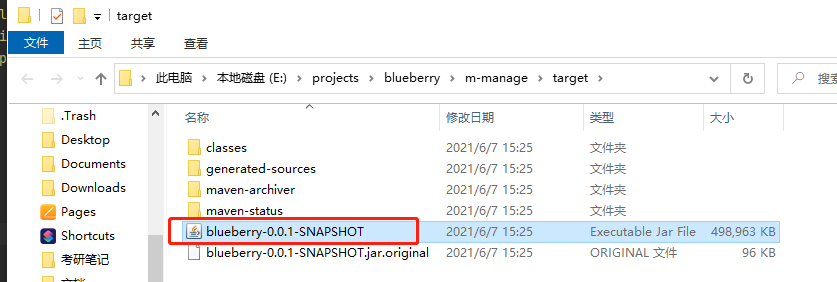 target
文件 主页 共享 查看
此电脑 本地磁盘 (E:) projects blueberry m-manage target 搜索
名称 修改日期 类型 大小
.Trash
Desktop
Documents
Downloads
Pages
Shortcuts
考研笔记
classes 2021/6/7 15:25 文件夹
generated-sources 2021/6/7 15:25 文件夹
maven-archiver 2021/6/7 15:25 文件夹
maven-status 2021/6/7 15:25 文件夹
blueberry-0.0.1-SNAPSHOT 2021/6/7 15:25 Executable Jar File 498,963 KB
blueberry-0.0.1-SNAPSHOT.jar.original 2021/6/7 15:25 ORIGINAL 文件 96 KB